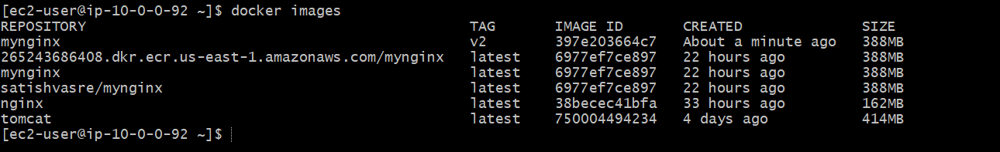 [ec2-user@ip-10-0-0-92 ~]$ docker images
REPOSITORY TAG IMAGE ID CREATED SIZE
mynginx v2 397e203664c7 About a minute ago 388MB
265243686408.dkr.ecr.us-east-1.amazonaws.com/mynginx latest 6977ef7ce897 22 hours ago 388MB
mynginx latest 6977ef7ce897 22 hours ago 388MB
satishvasre/mynginx latest 6977ef7ce897 22 hours ago 388MB
nginx latest 38becec41bfa 33 hours ago 162MB
tomcat latest 750004494234 4 days ago 414MB
[ec2-user@ip-10-0-0-92 ~]$